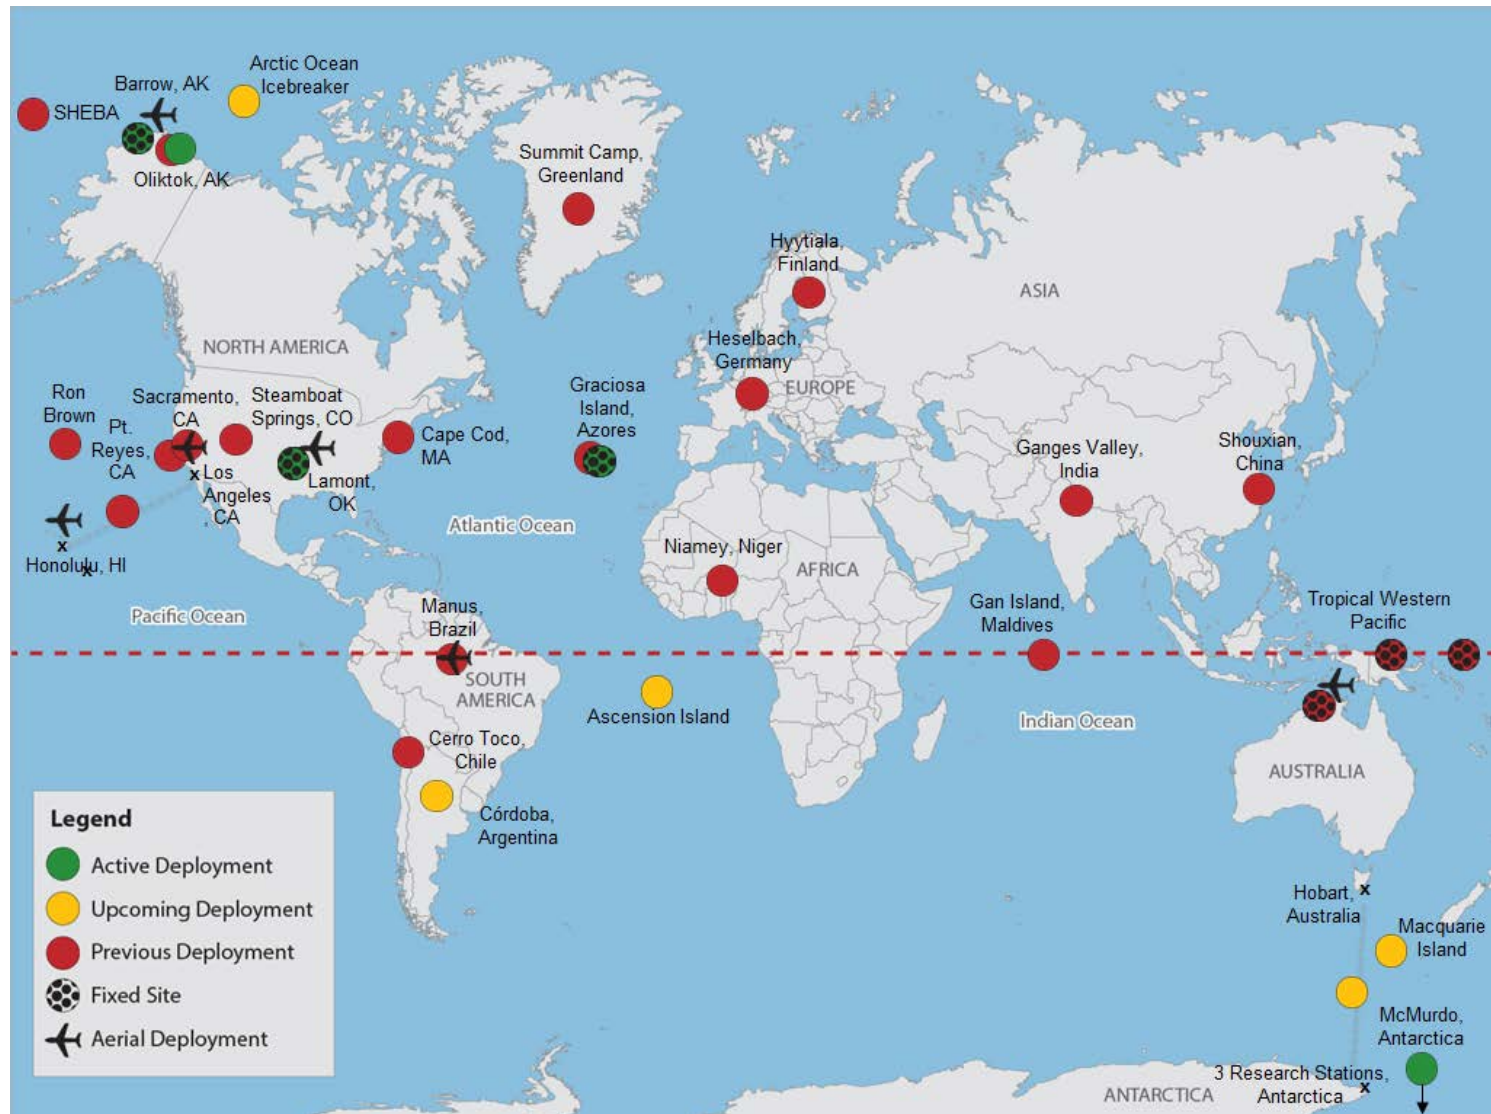 Arctic Ocean
Icebreaker
Barrow, AK
SHEBA
Oliktok, AK
Summit Camp,
Greenland
Hyytiala,
Finland
ASIA
NORTH AMERICA
Heselbach,
Germany
EUROPE
Ron
Brown
Pt.
Reyes,
CA
Sacramento,
CA
Steamboat
Springs, CO
Graciosa
Island,
Azores
Cape Cod,
MA
Los
Angeles
, CA
Lamont,
OK
Ganges Valley,
India
Shouxian,
China
x
Atlantic Ocean
x
Honolulu, HI
x
Niamey, Niger
AFRICA
Pacific Ocean
Manus,
Brazil
Gan Island,
Maldives
Tropical Western
Pacific
SOUTH
AMERICA
Ascension Island
Indian Ocean
Cerro Toco,
Chile
AUSTRALIA
Córdoba,
Argentina
Legend
Active Deployment
Upcoming Deployment
Previous Deployment
Fixed Site
Aerial Deployment
Hobart,
Australia
x
Macquarie
Island
McMurdo,
Antarctica
3 Research Stations,
Antarctica
x
ANTARCTICA